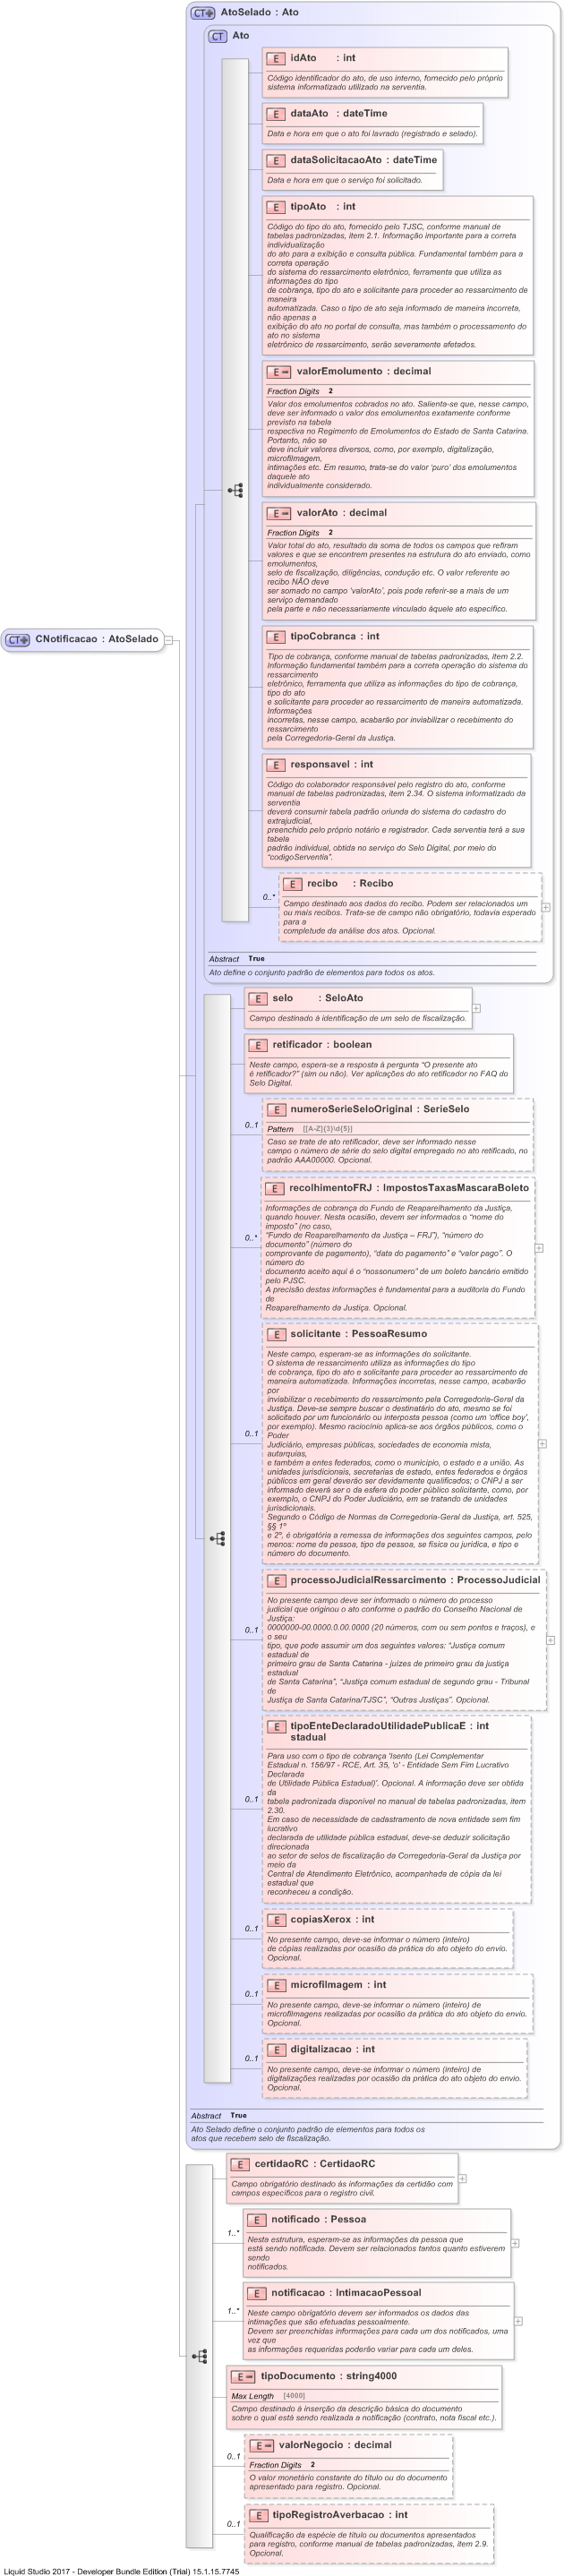 CT AtoSelado : Ato
CT Ato
E idAto : int
Código identificador do ato, de uso interno, fornecido pelo próprio
sistema informatizado utilizado na serventia.
E dataAto : dateTime
Data e hora em que o ato foi lavrado (registrado e selado).
E dataSolicitacaoAto : dateTime
Data e hora em que o serviço foi solicitado.
E tipoAto : int
Código do tipo do ato, fornecido pelo TJSC, conforme manual de
tabelas padronizadas, item 2.1. Informação importante para a correta
individualização
do ato para a exibição e consulta pública. Fundamental também para a
correta operação
do sistema do ressarcimento eletrônico, ferramenta que utiliza as
informações do tipo
de cobrança, tipo do ato e solicitante para proceder ao ressarcimento de
maneira
automatizada. Caso o tipo de ato seja informado de maneira incorreta,
não apenas a
exibição do ato no portal de consulta, mas também o processamento do
ato no sistema
eletrônico de ressarcimento, serão severamente afetados.
E valorEmolumento : decimal
Fraction Digits 2
Valor dos emolumentos cobrados no ato. Salienta-se que, nesse campo,
deve ser informado o valor dos emolumentos exatamente conforme
previsto na tabela
respectiva no Regimento de Emolumentos do Estado de Santa Catarina.
Portanto, não se
deve incluir valores diversos, como, por exemplo, digitalização,
microfilmagem,
intimações etc. Em resumo, trata-se do valor 'puro' dos emolumentos
daquele ato
individualmente considerado.
E valorAto : decimal
Fraction Digits 2
Valor total do ato, resultado da soma de todos os campos que refiram
valores e que se encontrem presentes na estrutura do ato enviado, como
emolumentos,
selo de fiscalização, diligências, condução etc. O valor referente ao
recibo NÃO deve
ser somado no campo 'valorAto', pois pode referir-se a mais de um
serviço demandado
pela parte e não necessariamente vinculado àquele ato específico.
CT CNotificacao : AtoSelado
E tipoCobranca : int
Tipo de cobrança, conforme manual de tabelas padronizadas, item 2.2.
Informação fundamental também para a correta operação do sistema do
ressarcimento
eletrônico, ferramenta que utiliza as informações do tipo de cobrança,
tipo do ato
e solicitante para proceder ao ressarcimento de maneira automatizada.
Informações
incorretas, nesse campo, acabarão por inviabilizar o recebimento do
ressarcimento
pela Corregedoria-Geral da Justiça.
E responsavel : int
Código do colaborador responsável pelo registro do ato, conforme
manual de tabelas padronizadas, item 2.34. O sistema informatizado da
serventia
deverá consumir tabela padrão oriunda do sistema do cadastro do
extrajudicial,
preenchido pelo próprio notário e registrador. Cada serventia terá a sua
tabela
padrão individual, obtida no serviço do Selo Digital, por meio do
"codigoServentia".
E recibo : Recibo
0..*
Campo destinado aos dados do recibo. Podem ser relacionados um
ou mais recibos. Trata-se de campo não obrigatório, todavia esperado
para a
completude da análise dos atos. Opcional.
Abstract True
Ato define o conjunto padrão de elementos para todos os atos.
E selo : SeloAto
Campo destinado à identificação de um selo de fiscalização.
E retificador : boolean
Neste campo, espera-se a resposta à pergunta "O presente ato
é retificador?" (sim ou não). Ver aplicações do ato retificador no FAQ do
Selo Digital.
E numeroSerieSeloOriginal : SerieSelo
0..1
Pattern [[A-Z]{3}\d{5}]
Caso se trate de ato retificador, deve ser informado nesse
campo o número de série do selo digital empregado no ato retificado, no
padrão AAA00000. Opcional.
E recolhimentoFRJ : ImpostosTaxasMascaraBoleto
Informações de cobrança do Fundo de Reaparelhamento da Justiça,
quando houver. Nesta ocasião, devem ser informados o "nome do
imposto" (no caso,
0..*
"Fundo de Reaparelhamento da Justiça – FRJ"), "número do
documento" (número do
comprovante de pagamento), "data do pagamento" e "valor pago". O
número do
documento aceito aqui é o "nossonumero" de um boleto bancário emitido
pelo PJSC.
A precisão destas informações é fundamental para a auditoria do Fundo
de
Reaparelhamento da Justiça. Opcional.
E solicitante : PessoaResumo
Neste campo, esperam-se as informações do solicitante.
O sistema de ressarcimento utiliza as informações do tipo
de cobrança, tipo do ato e solicitante para proceder ao ressarcimento de
maneira automatizada. Informações incorretas, nesse campo, acabarão
por
inviabilizar o recebimento do ressarcimento pela Corregedoria-Geral da
Justiça. Deve-se sempre buscar o destinatário do ato, mesmo se foi
solicitado por um funcionário ou interposta pessoa (como um 'office boy',
por exemplo). Mesmo raciocínio aplica-se aos órgãos públicos, como o
0..1
Poder
Judiciário, empresas públicas, sociedades de economia mista,
autarquias,
e também a entes federados, como o município, o estado e a união. As
unidades jurisdicionais, secretarias de estado, entes federados e órgãos
públicos em geral deverão ser devidamente qualificados; o CNPJ a ser
informado deverá ser o da esfera do poder público solicitante, como, por
exemplo, o CNPJ do Poder Judiciário, em se tratando de unidades
jurisdicionais.
Segundo o Código de Normas da Corregedoria-Geral da Justiça, art. 525,
§§ 1º
e 2º, é obrigatória a remessa de informações dos seguintes campos, pelo
menos: nome da pessoa, tipo da pessoa, se física ou jurídica, e tipo e
número do documento.
E processoJudicialRessarcimento : ProcessoJudicial
No presente campo deve ser informado o número do processo
judicial que originou o ato conforme o padrão do Conselho Nacional de
Justiça:
0..1
0000000-00.0000.0.00.0000 (20 números, com ou sem pontos e traços), e
o seu
tipo, que pode assumir um dos seguintes valores: "Justiça comum
estadual de
primeiro grau de Santa Catarina - juízes de primeiro grau da justiça
estadual
de Santa Catarina", "Justiça comum estadual de segundo grau - Tribunal
de
Justiça de Santa Catarina/TJSC", "Outras Justiças". Opcional.
E tipoEnteDeclaradoUtilidadePublicaE : int
stadual
Para uso com o tipo de cobrança 'Isento (Lei Complementar
Estadual n. 156/97 - RCE, Art. 35, 'o' - Entidade Sem Fim Lucrativo
Declarada
de Utilidade Pública Estadual)'. Opcional. A informação deve ser obtida
da
0..1
tabela padronizada disponível no manual de tabelas padronizadas, item
2.30.
Em caso de necessidade de cadastramento de nova entidade sem fim
lucrativo
declarada de utilidade pública estadual, deve-se deduzir solicitação
direcionada
ao setor de selos de fiscalização da Corregedoria-Geral da Justiça por
meio da
Central de Atendimento Eletrônico, acompanhada de cópia da lei
estadual que
reconheceu a condição.
E copiasXerox : int
0..1
No presente campo, deve-se informar o número (inteiro)
de cópias realizadas por ocasião da prática do ato objeto do envio.
Opcional.
E microfilmagem : int
0..1
No presente campo, deve-se informar o número (inteiro) de
microfilmagens realizadas por ocasião da prática do ato objeto do envio.
Opcional.
E digitalizacao : int
0..1
No presente campo, deve-se informar o número (inteiro) de
digitalizações realizadas por ocasião da prática do ato objeto do envio.
Opcional.
Abstract True
Ato Selado define o conjunto padrão de elementos para todos os
atos que recebem selo de fiscalização.
E certidaoRC : CertidaoRC
Campo obrigatório destinado às informações da certidão com
campos específicos para o registro civil.
E notificado : Pessoa
1..*
Nesta estrutura, esperam-se as informações da pessoa que
está sendo notificada. Devem ser relacionados tantos quanto estiverem
sendo
notificados.
E notificacao : IntimacaoPessoal
1..*
Neste campo obrigatório devem ser informados os dados das
intimações que são efetuadas pessoalmente.
Devem ser preenchidas informações para cada um dos notificados, uma
vez que
as informações requeridas poderão variar para cada um deles.
E tipoDocumento : string4000
Max Length [4000]
Campo destinado à inserção da descrição básica do documento
sobre o qual está sendo realizada a notificação (contrato, nota fiscal etc.).
E valorNegocio : decimal
0..1
Fraction Digits 2
O valor monetário constante do título ou do documento
apresentado para registro. Opcional.
E tipoRegistroAverbacao : int
0..1
Qualificação da espécie de título ou documentos apresentados
para registro, conforme manual de tabelas padronizadas, item 2.9.
Opcional.
Liquid Studio 2017 - Developer Bundle Edition (Trial) 15.1.15.7745